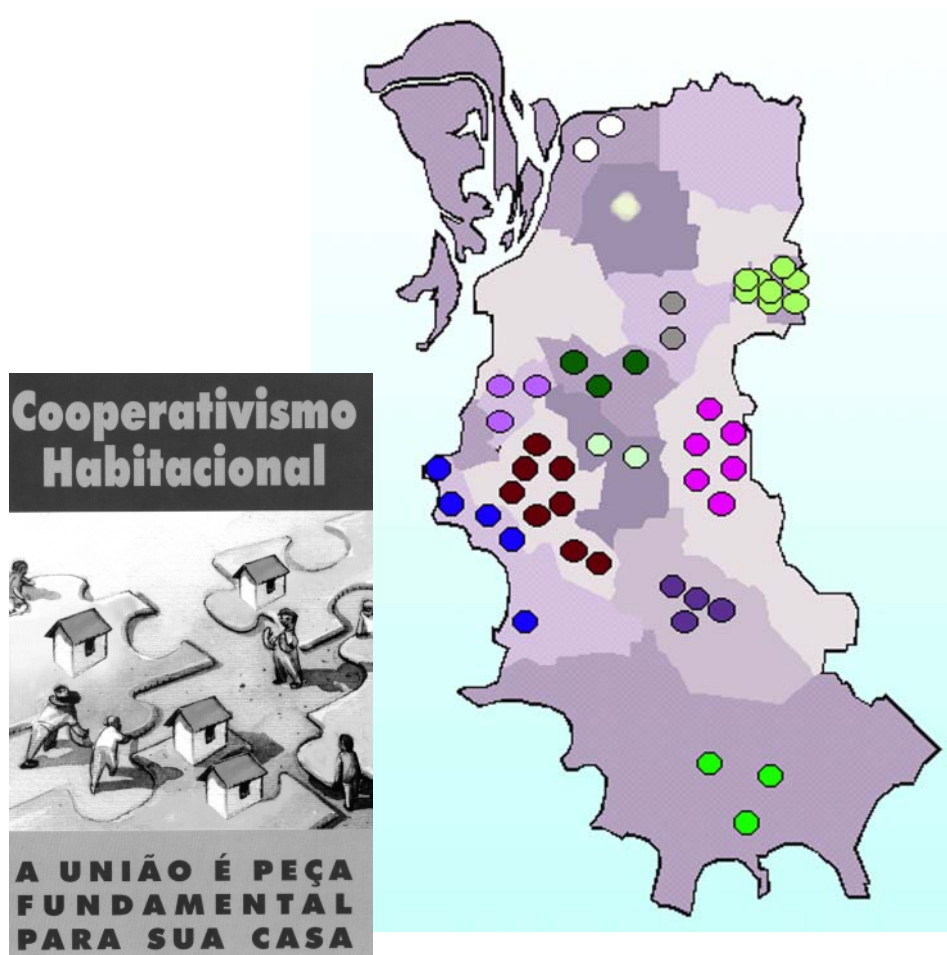 Cooperativismo
Habitacional
A UNIÃO É PEÇA
FUNDAMENTAL
PARA SUA CASA